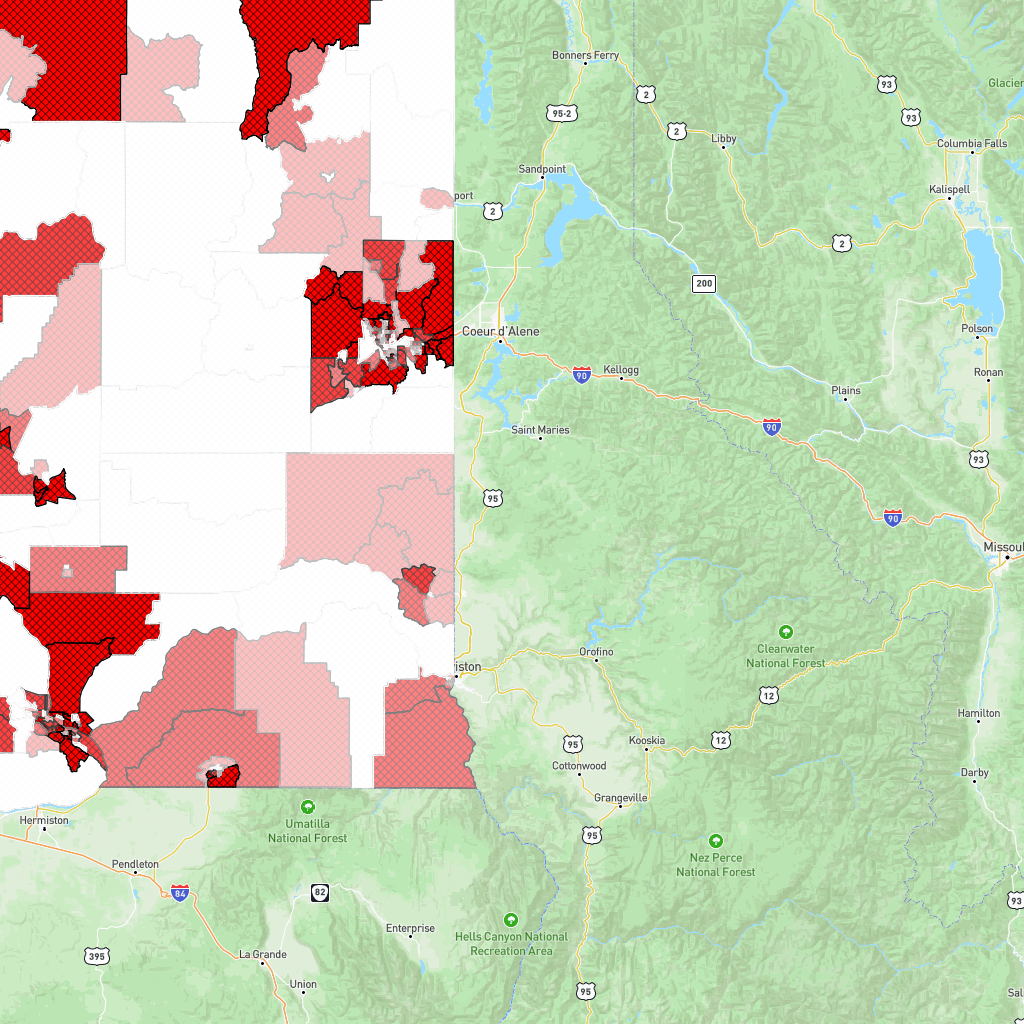 Bonners Ferry
93
Glacier
2
95-2
93
2
Libby
Columbia Falls
Sandpoint
Kalispell
port
2
2
200
Coeur d'Alene
Polson
90
Kellogg
Ronan
Plains
Saint Maries
90
93
95
90
Missoul
Clearwater
National Forest
Orofino
iston
12
Hamilton
Kooskia
12
95
Cottonwood
Darby
Grangeville
Umatilla
National Forest
Hermiston
95
Nez Perce
National Forest
Pendleton
84
82
93
Enterprise
Hells Canyon National
Recreation Area
395
La Grande
Union
95
Sal